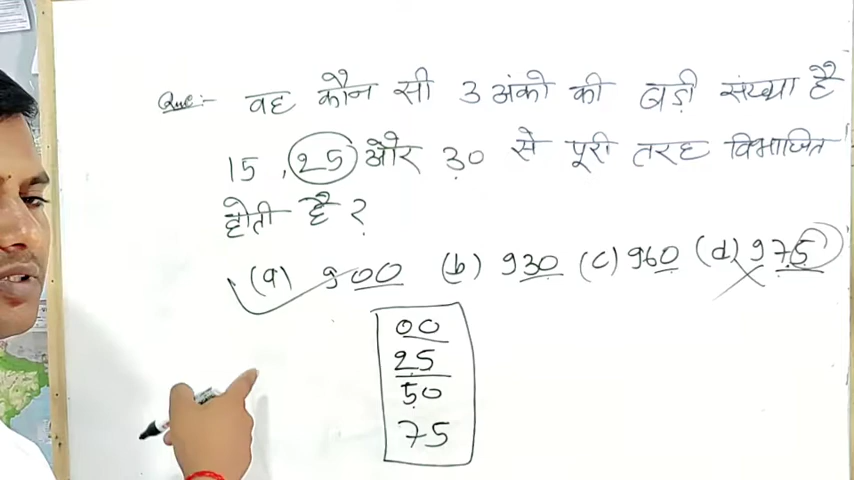 Que:- वह कौन सी 3 अंको की बड़ी संख्या है
15 , 25 और 30 से पूरी तरह विभाजित
होती है ?
(a) 900 (b) 930 (c) 960 (d) 975
00
25
50
75